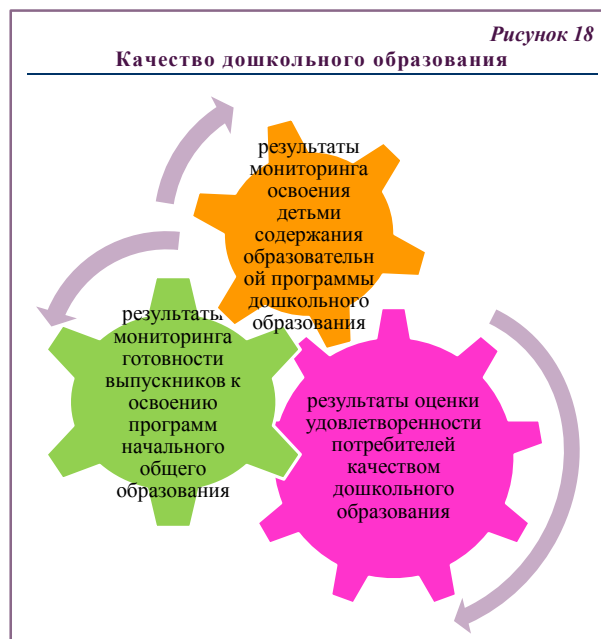 Рисунок 18
Качество дошкольного образования
результаты
мониторинга
освоения
детьми
содержания
образовательн
ой программы
дошкольного
образования
результаты
мониторинга
готовности
выпускников к
освоению
программ
начального
общего
образования
результаты оценки
удовлетворенности
потребителей
качеством
дошкольного
образования